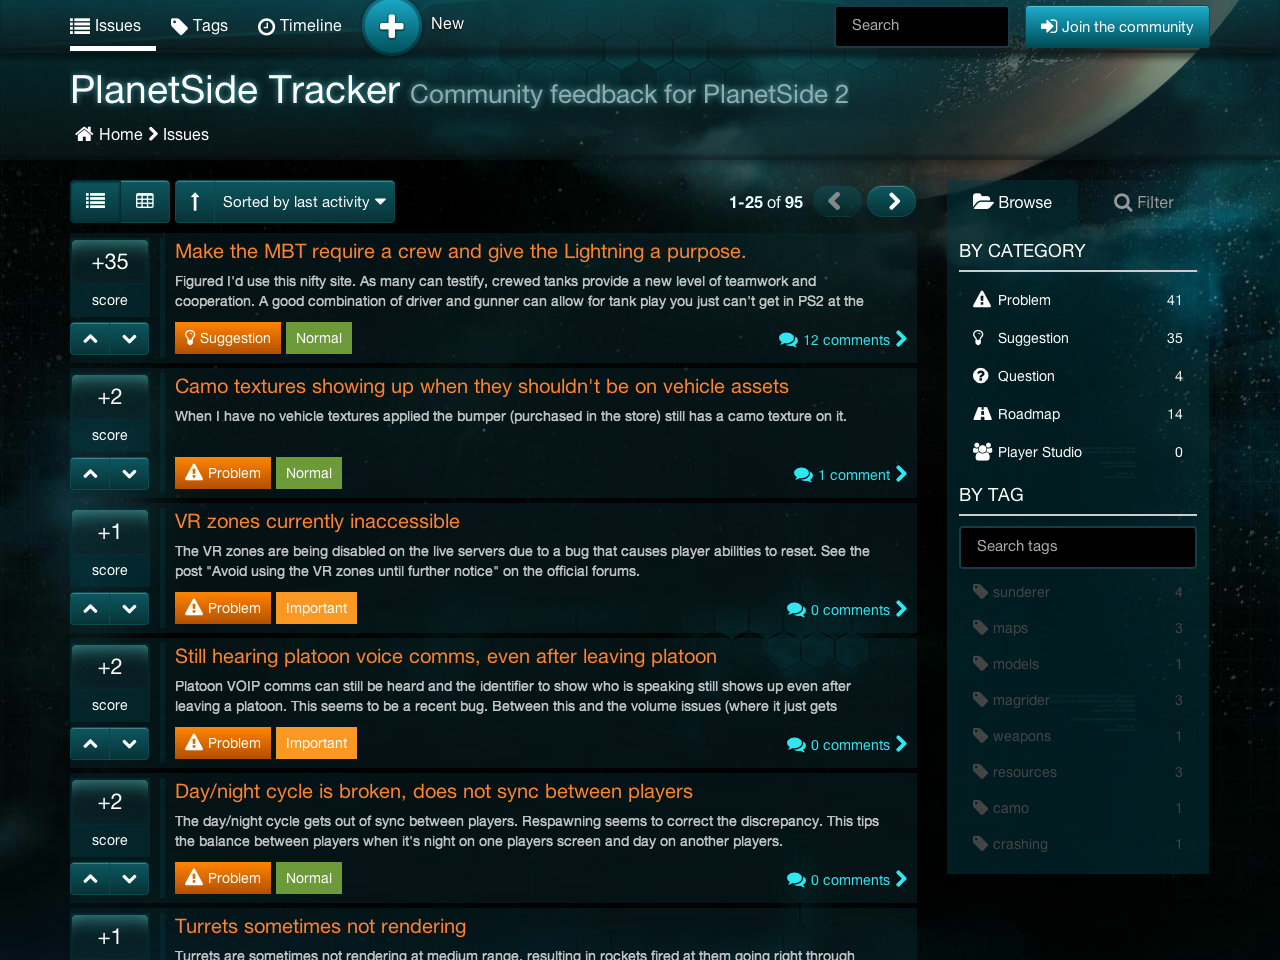 Issues Tags Timeline New Search Join the community
PlanetSide Tracker Community feedback for PlanetSide 2
Home Issues
Sorted by last activity 1-25 of 95
+35
score
Make the MBT require a crew and give the Lightning a purpose.
Figured I'd use this nifty site. As many can testify, crewed tanks provide a new level of teamwork and
cooperation. A good combination of driver and gunner can allow for tank play you just can't get in PS2 at the
Suggestion Normal 12 comments
+2
score
Camo textures showing up when they shouldn't be on vehicle assets
When I have no vehicle textures applied the bumper (purchased in the store) still has a camo texture on it.
Problem Normal 1 comment
+1
score
VR zones currently inaccessible
The VR zones are being disabled on the live servers due to a bug that causes player abilities to reset. See the
post "Avoid using the VR zones until further notice" on the official forums.
Problem Important 0 comments
+2
score
Still hearing platoon voice comms, even after leaving platoon
Platoon VOIP comms can still be heard and the identifier to show who is speaking still shows up even after
leaving a platoon. This seems to be a recent bug. Between this and the volume issues (where it just gets
Problem Important 0 comments
+2
score
Day/night cycle is broken, does not sync between players
The day/night cycle gets out of sync between players. Respawning seems to correct the discrepancy. This tips
the balance between players when it's night on one players screen and day on another players.
Problem Normal 0 comments
+1
Turrets sometimes not rendering
Turrets are sometimes not rendering at medium range, resulting in rockets fired at them going right through
Browse Filter
BY CATEGORY
Problem 41
Suggestion 35
Question 4
Roadmap 14
Player Studio 0
BY TAG
Search tags
sunderer 4
maps 3
models 1
magrider 3
weapons 1
resources 3
camo 1
crashing 1